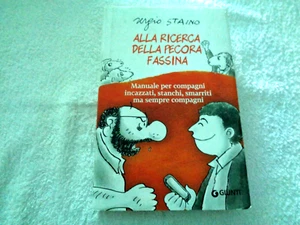 Sergio STAINO
ALLA RICERCA
DELLA PECORA
FASSINA
Manuale per compagni
incazzati, stanchi, smarriti
ma sempre compagni
GIUNTI